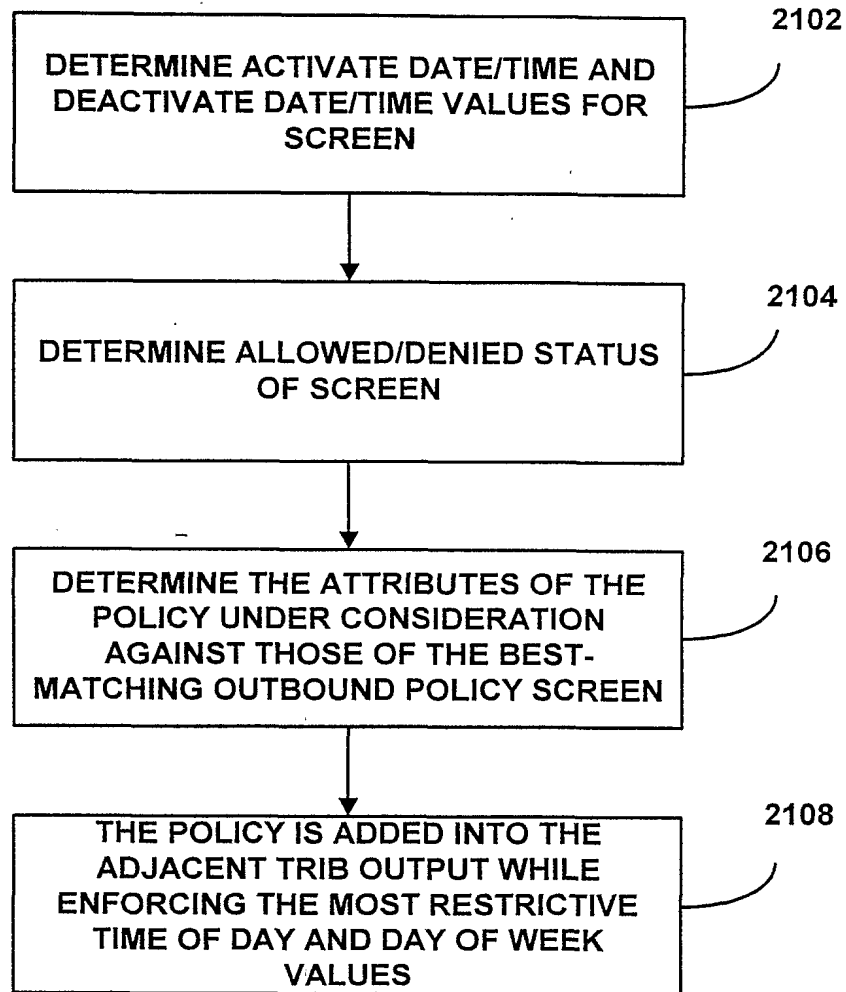 2102
DETERMINE ACTIVATE DATE/TIME AND
DEACTIVATE DATE/TIME VALUES FOR
SCREEN
2104
DETERMINE ALLOWED/DENIED STATUS
OF SCREEN
2106
DETERMINE THE ATTRIBUTES OF THE
POLICY UNDER CONSIDERATION
AGAINST THOSE OF THE BEST-
MATCHING OUTBOUND POLICY SCREEN
2108
THE POLICY IS ADDED INTO THE
ADJACENT TRIB OUTPUT WHILE
ENFORCING THE MOST RESTRICTIVE
TIME OF DAY AND DAY OF WEEK
VALUES